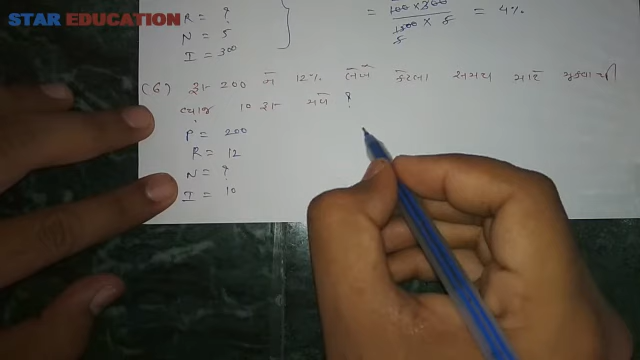 STAR EDUCATION
R = ?
N = 5
I = 300
= 100 × 300 / 1500 × 5 = 4%
(6) રૂા 200 ને 12% લેખે કેટલા સમય માટે મુકવાથી
વ્યાજ 10 રૂા મળે ?
P = 200
R = 12
N = ?
I = 10